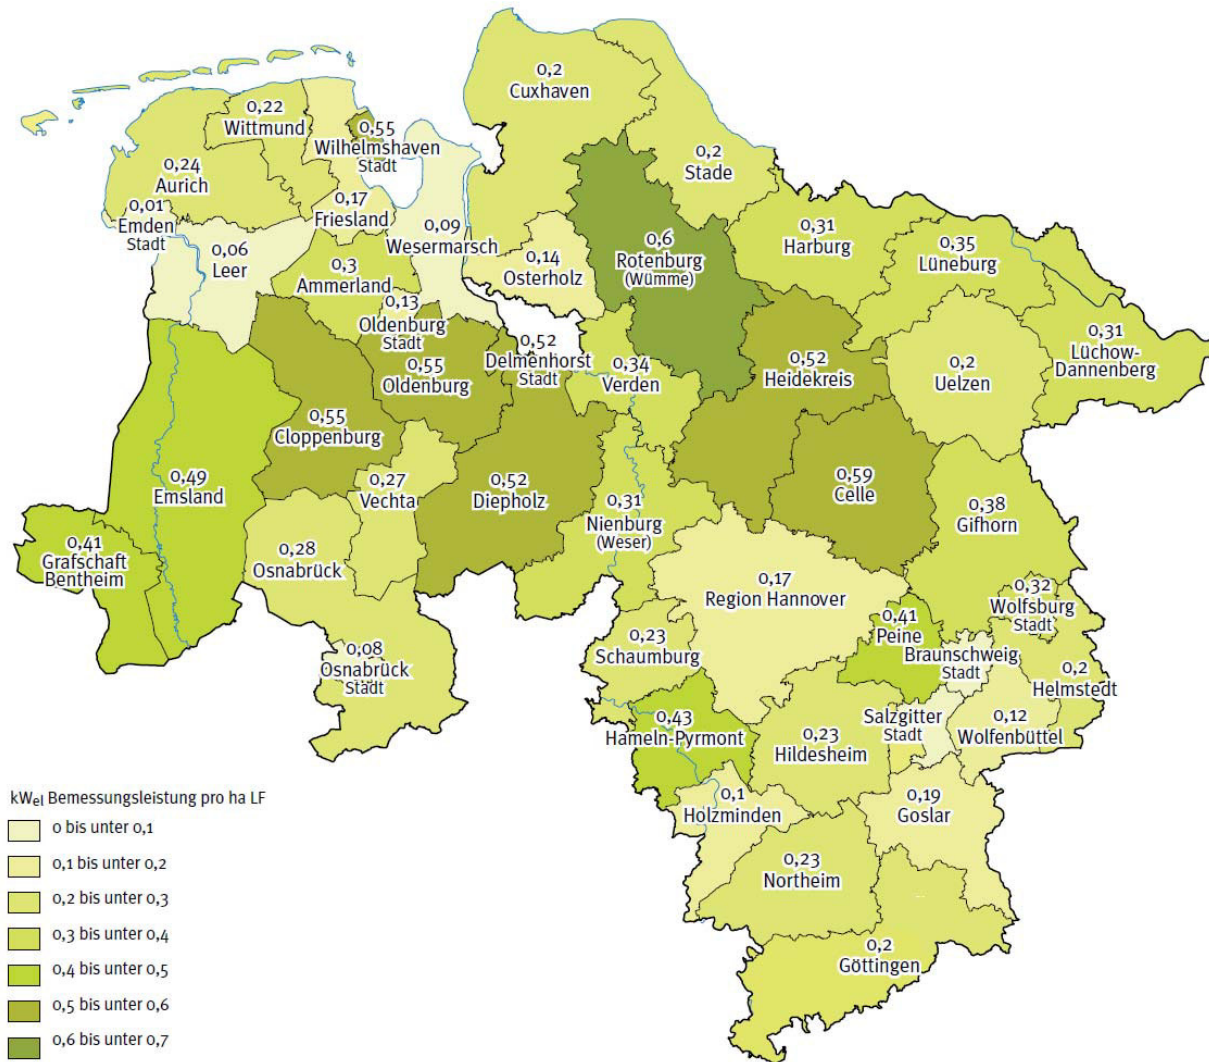 0,2
Cuxhaven
0,22
Wittmund
0,55
Wilhelmshaven
Stadt
0,24
Aurich
0,2
Stade
0,01
Emden
Stadt
0,17
Friesland
0,09
Wesermarsch
0,06
Leer
0,3
Ammerland
0,14
Osterholz
0,6
Rotenburg
(Wümme)
0,31
Harburg
0,35
Lüneburg
0,13
Oldenburg
Stadt
0,55
Oldenburg
0,52
Delmenhorst
Stadt
0,34
Verden
0,52
Heidekreis
0,2
Uelzen
0,31
Lüchow-
Dannenberg
0,55
Cloppenburg
0,49
Emsland
0,27
Vechta
0,52
Diepholz
0,31
Nienburg
(Weser)
0,59
Celle
0,38
Gifhorn
0,41
Grafschaft
Bentheim
0,28
Osnabrück
0,08
Osnabrück
Stadt
0,17
Region Hannover
0,32
Wolfsburg
Stadt
0,41
Peine
Braunschweig
Stadt
0,23
Schaumburg
0,2
Helmstedt
0,43
Hameln-Pyrmont
0,23
Hildesheim
Salzgitter
Stadt
0,12
Wolfenbüttel
0,1
Holzminden
0,19
Goslar
0,23
Northeim
0,2
Göttingen
kWel Bemessungsleistung pro ha LF
0 bis unter 0,1
0,1 bis unter 0,2
0,2 bis unter 0,3
0,3 bis unter 0,4
0,4 bis unter 0,5
0,5 bis unter 0,6
0,6 bis unter 0,7